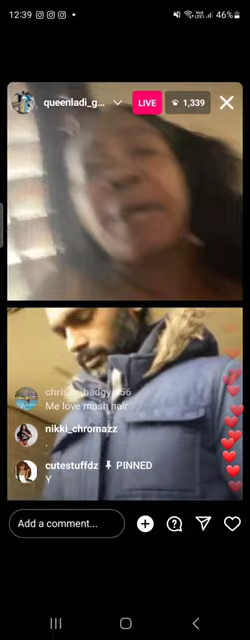 12:39
46%
queenladi_g...
LIVE
1,339
Me love mash hair
nikki_chromazz
.
cutestuffdz PINNED
Y
Add a comment...